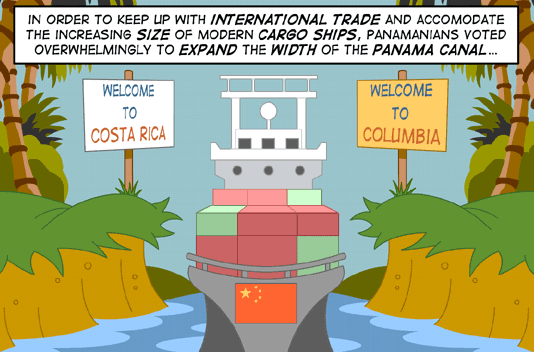 IN ORDER TO KEEP UP WITH INTERNATIONAL TRADE AND ACCOMODATE
THE INCREASING SIZE OF MODERN CARGO SHIPS, PANAMANIANS VOTED
OVERWHELMINGLY TO EXPAND THE WIDTH OF THE PANAMA CANAL...
WELCOME
TO
COSTA RICA
WELCOME
TO
COLUMBIA